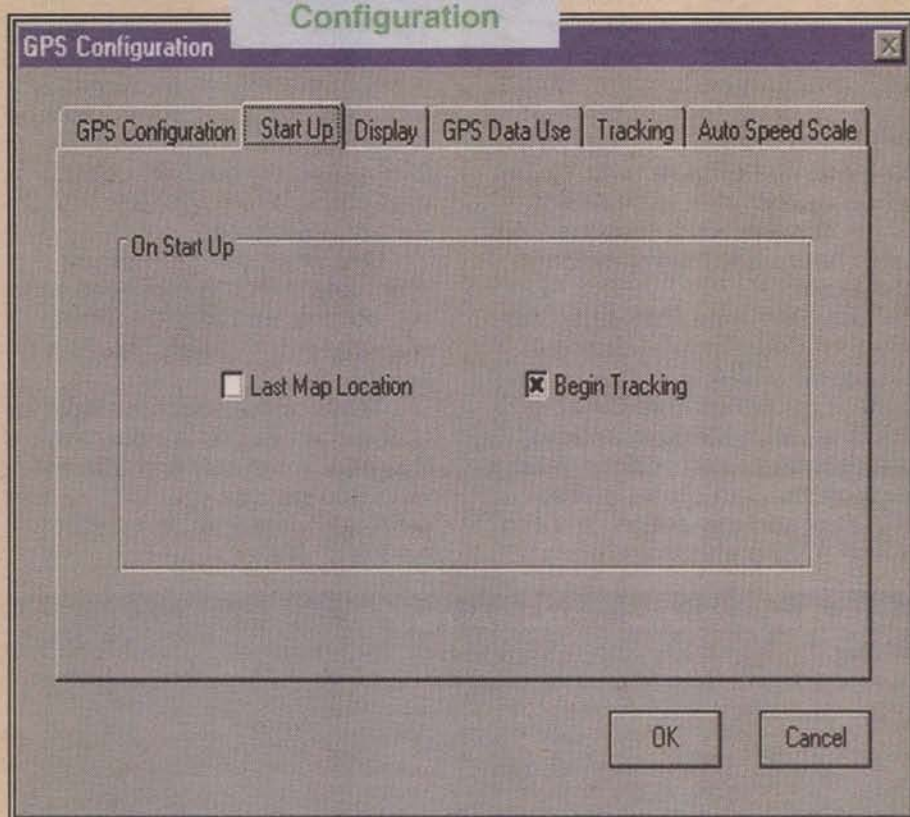 Configuration
GPS Configuration
GPS Configuration Start Up Display GPS Data Use Tracking Auto Speed Scale
On Start Up
Last Map Location Begin Tracking
OK Cancel